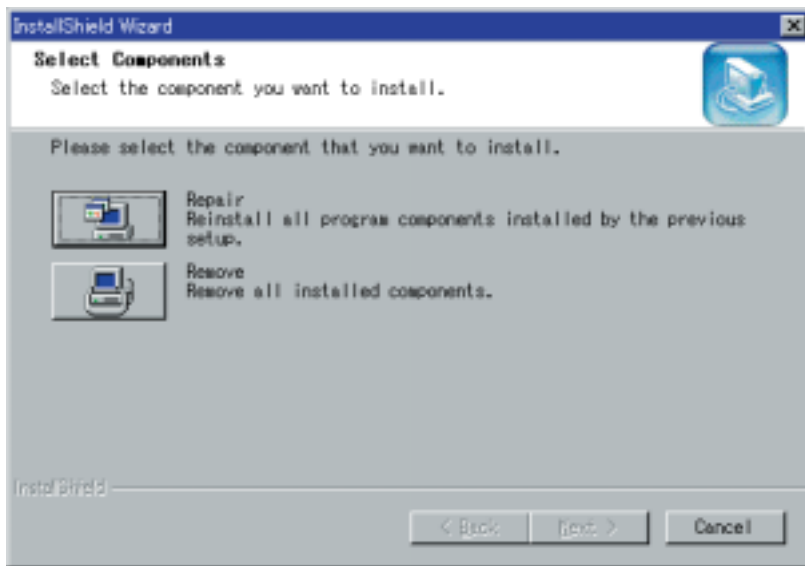 InstallShield Wizard
Select Components
Select the component you want to install.
Please select the component that you want to install.
Repair
Reinstall all program components installed by the previous
setup.
Remove
Remove all installed components.
InstallShield
< Back
Next >
Cancel